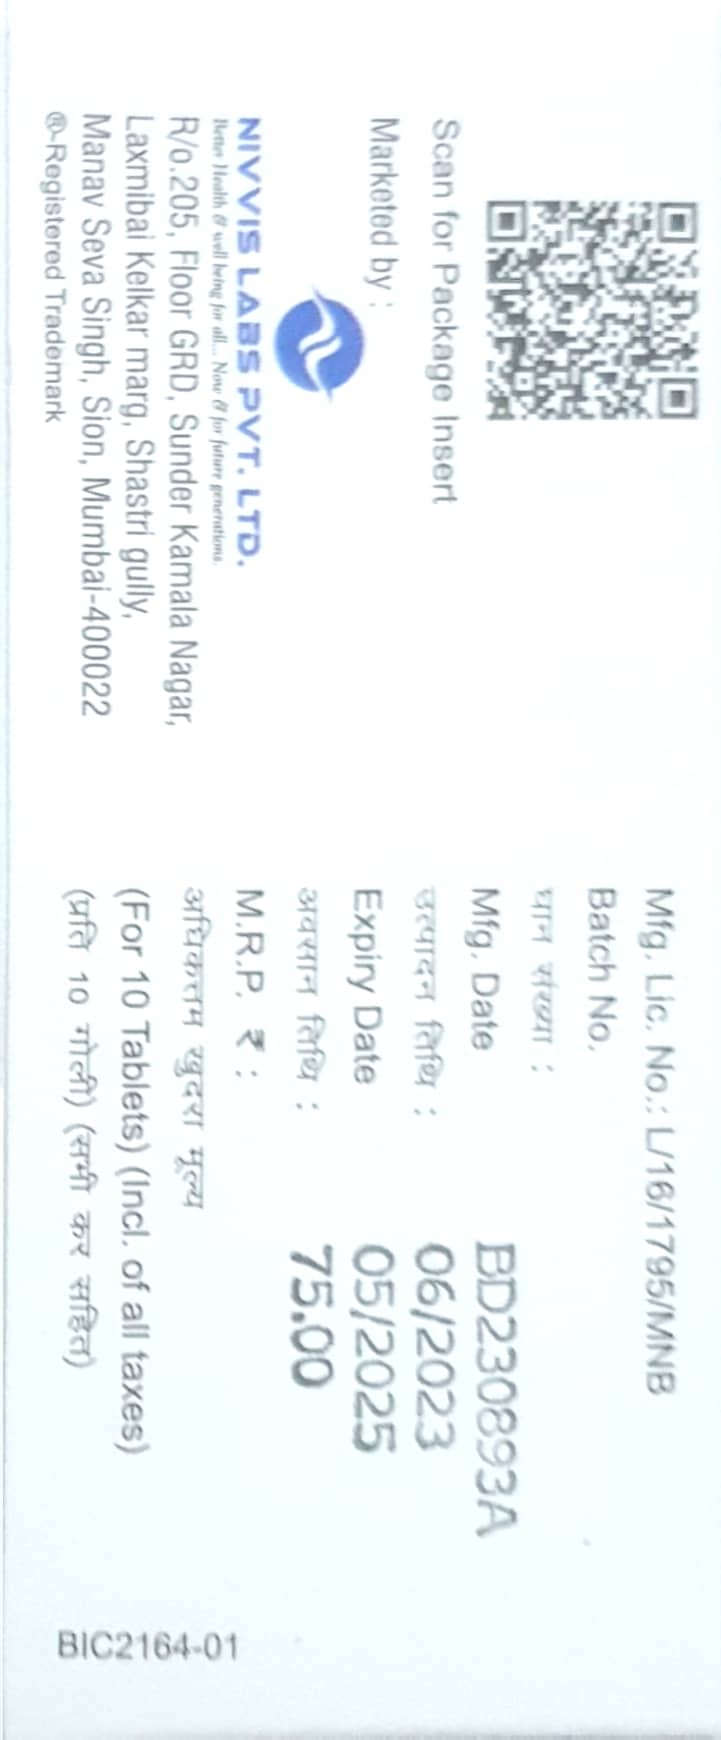 Scan for Package Insert
Marketed by :
NIVVIS LABS PVT. LTD.
Better Health & well being for all... Now & for future generations.
R/o.205, Floor GRD, Sunder Kamala Nagar,
Laxmibai Kelkar marg, Shastri gully,
Manav Seva Singh, Sion, Mumbai-400022
®-Registered Trademark
Mfg. Lic. No.: L/16/1795/MNB
Batch No.
घान संख्या :
Mfg. Date
उत्पादन तिथि :
Expiry Date
अवसान तिथि :
M.R.P. ₹ :
अधिकत्तम खुदरा मूल्य
(For 10 Tablets) (Incl. of all taxes)
(प्रति 10 गोली) (सभी कर सहित)
BD230893A
06/2023
05/2025
75.00
BIC2164-01